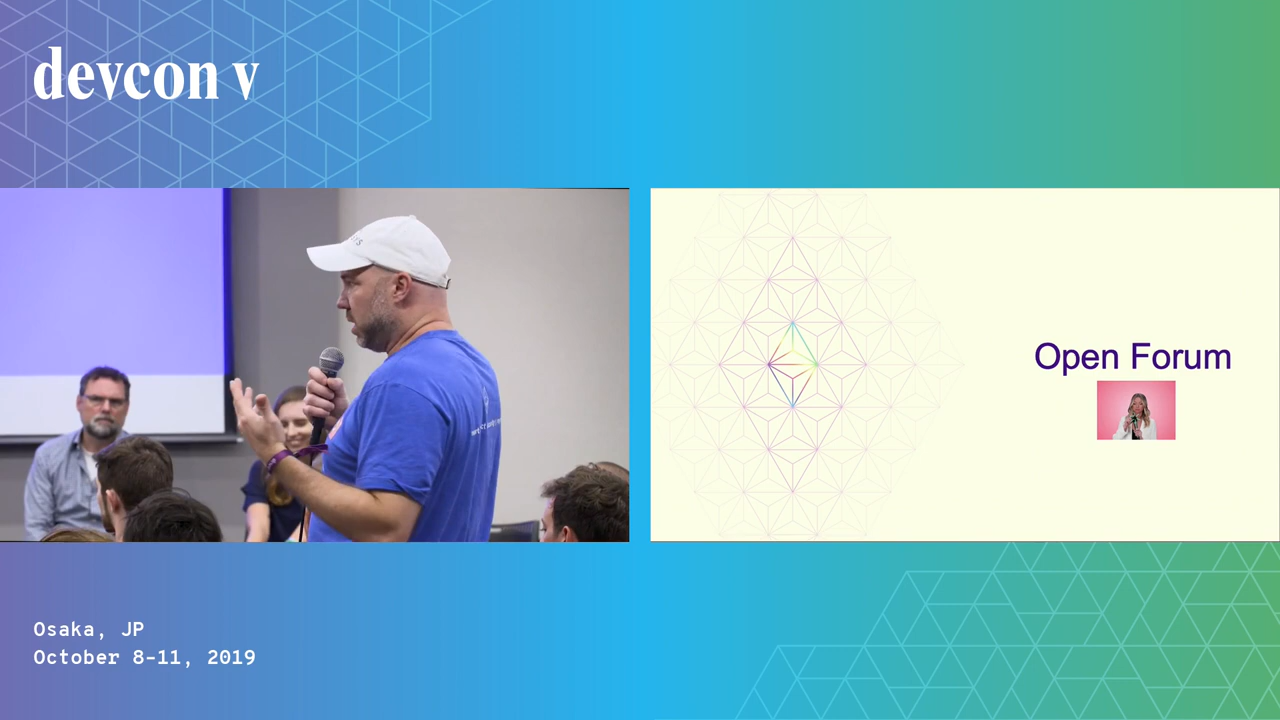 devcon v
Open Forum
Osaka, JP
October 8-11, 2019